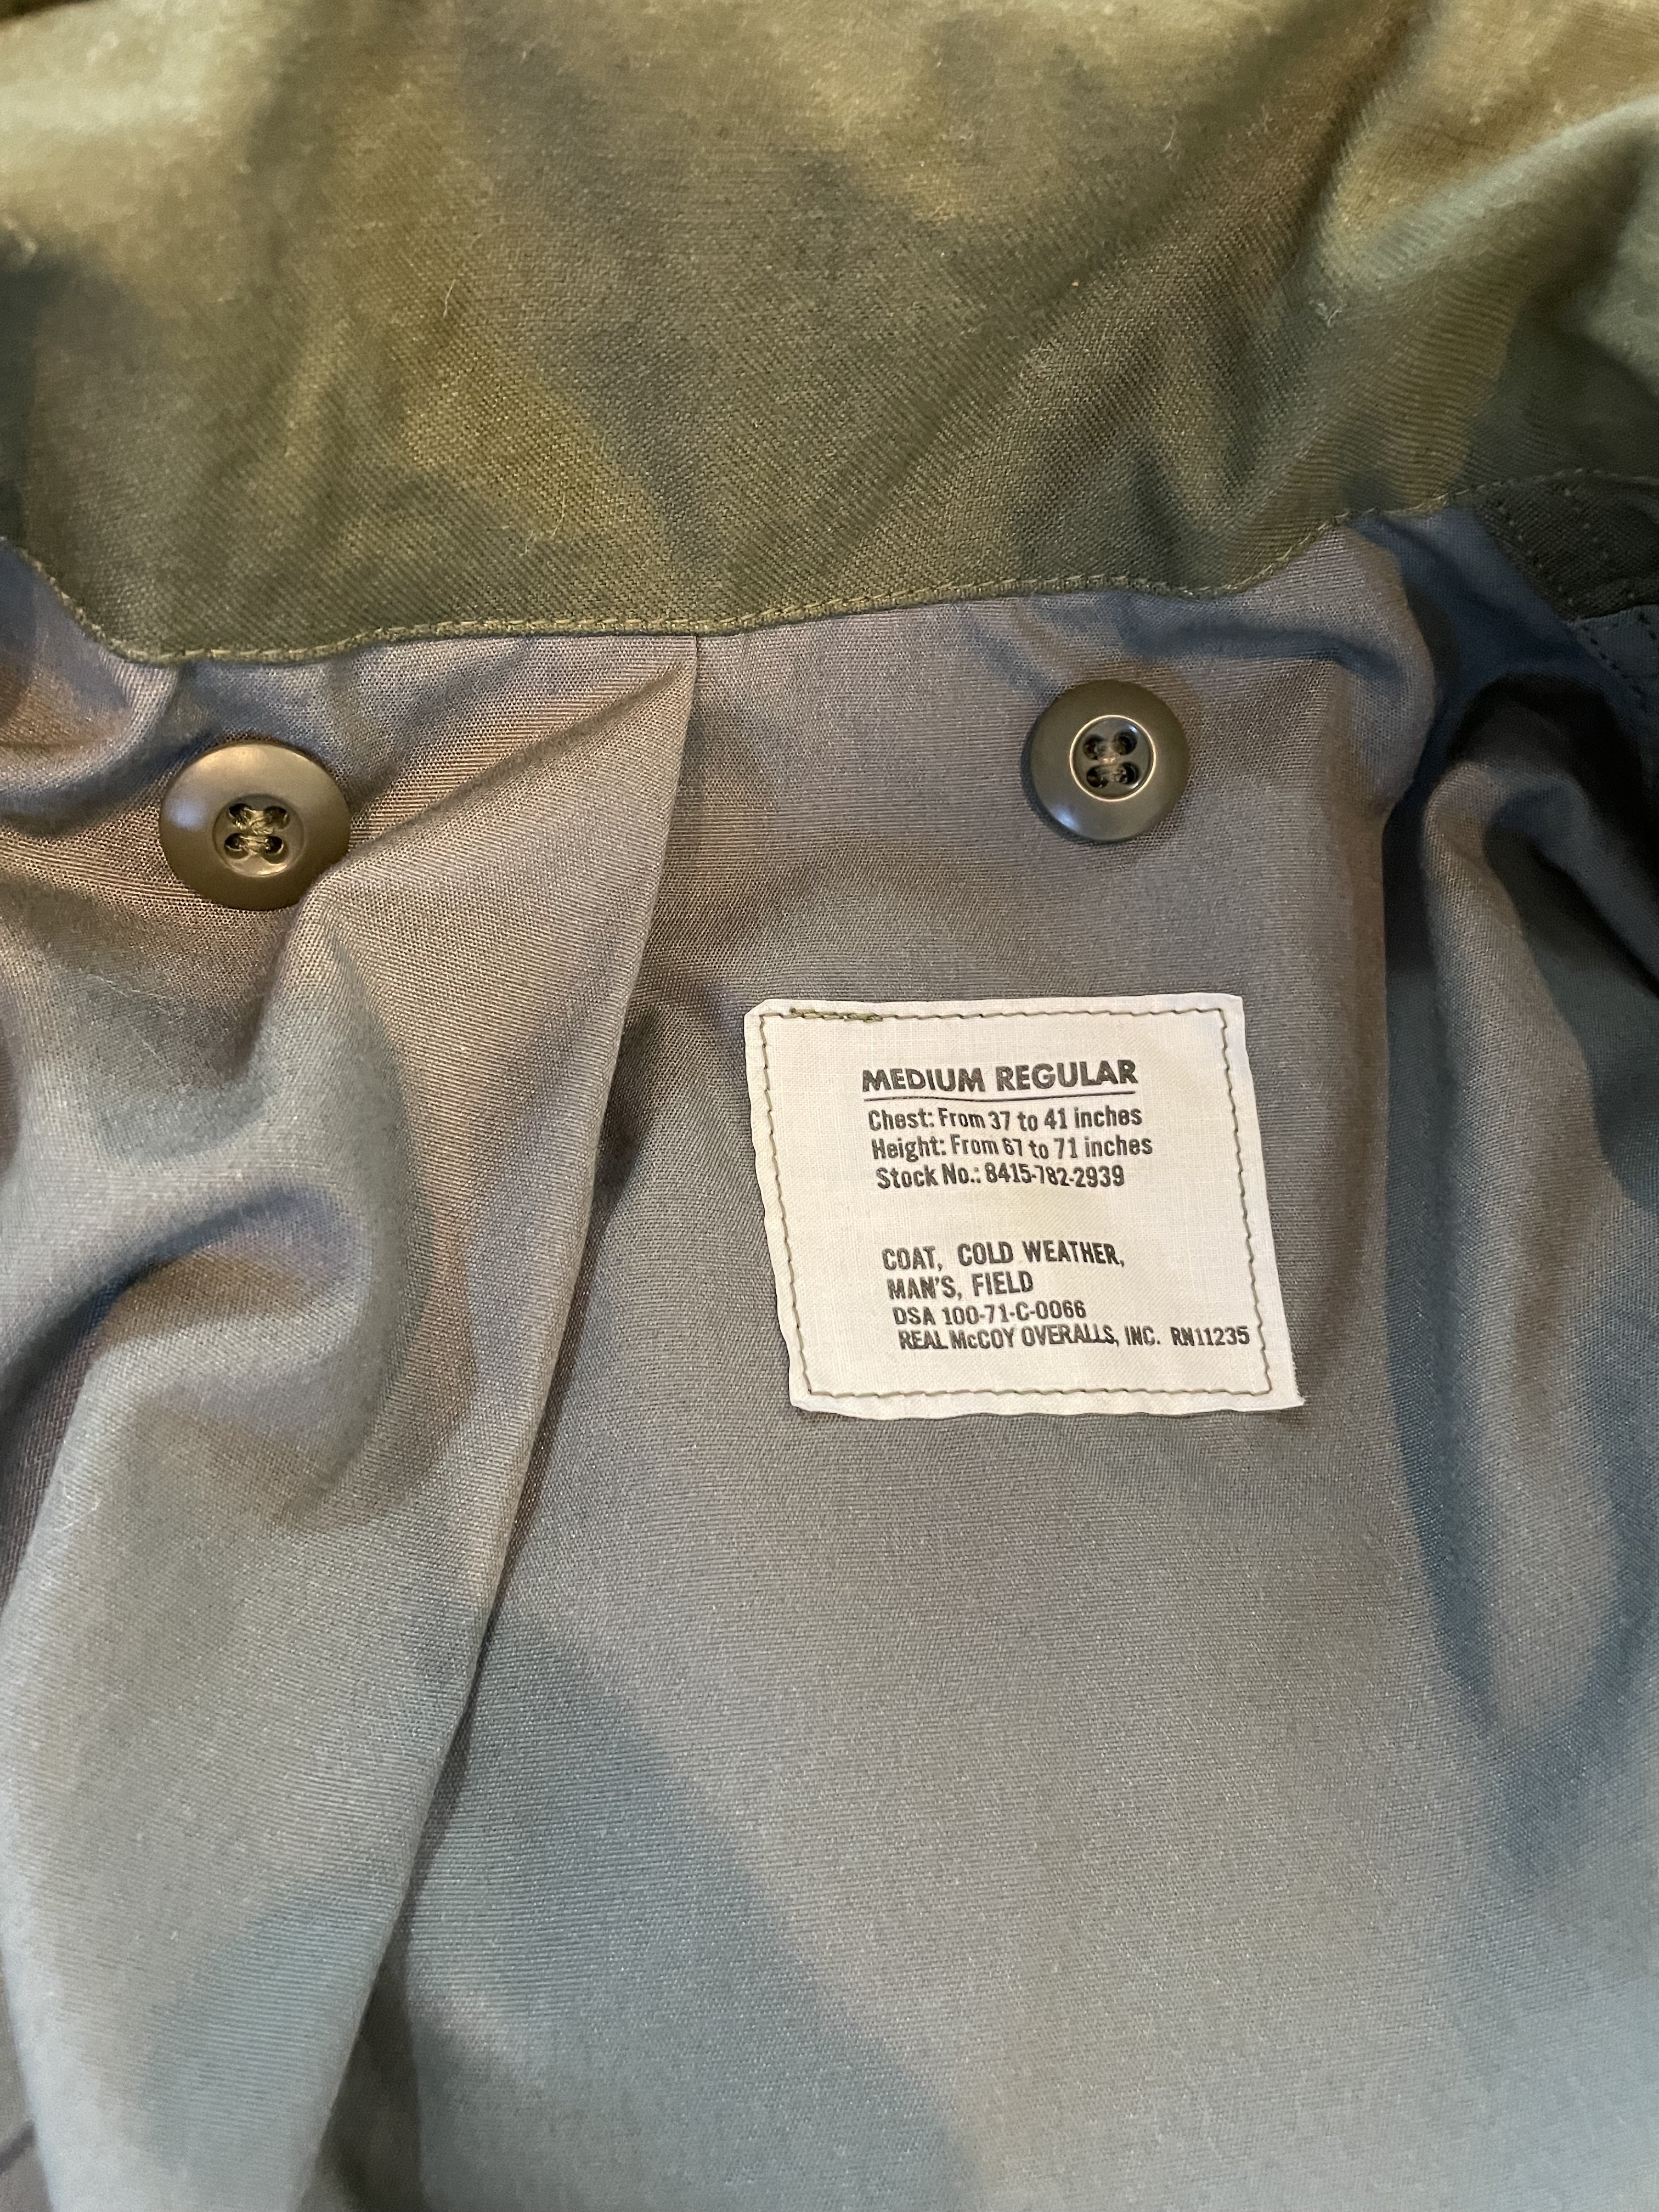 MEDIUM REGULAR
Chest: From 37 to 41 inches
Height: From 67 to 71 inches
Stock No.: 8415-782-2939
COAT, COLD WEATHER,
MAN'S, FIELD
DSA 100-71-C-0066
REAL McCOY OVERALLS, INC. RN11235